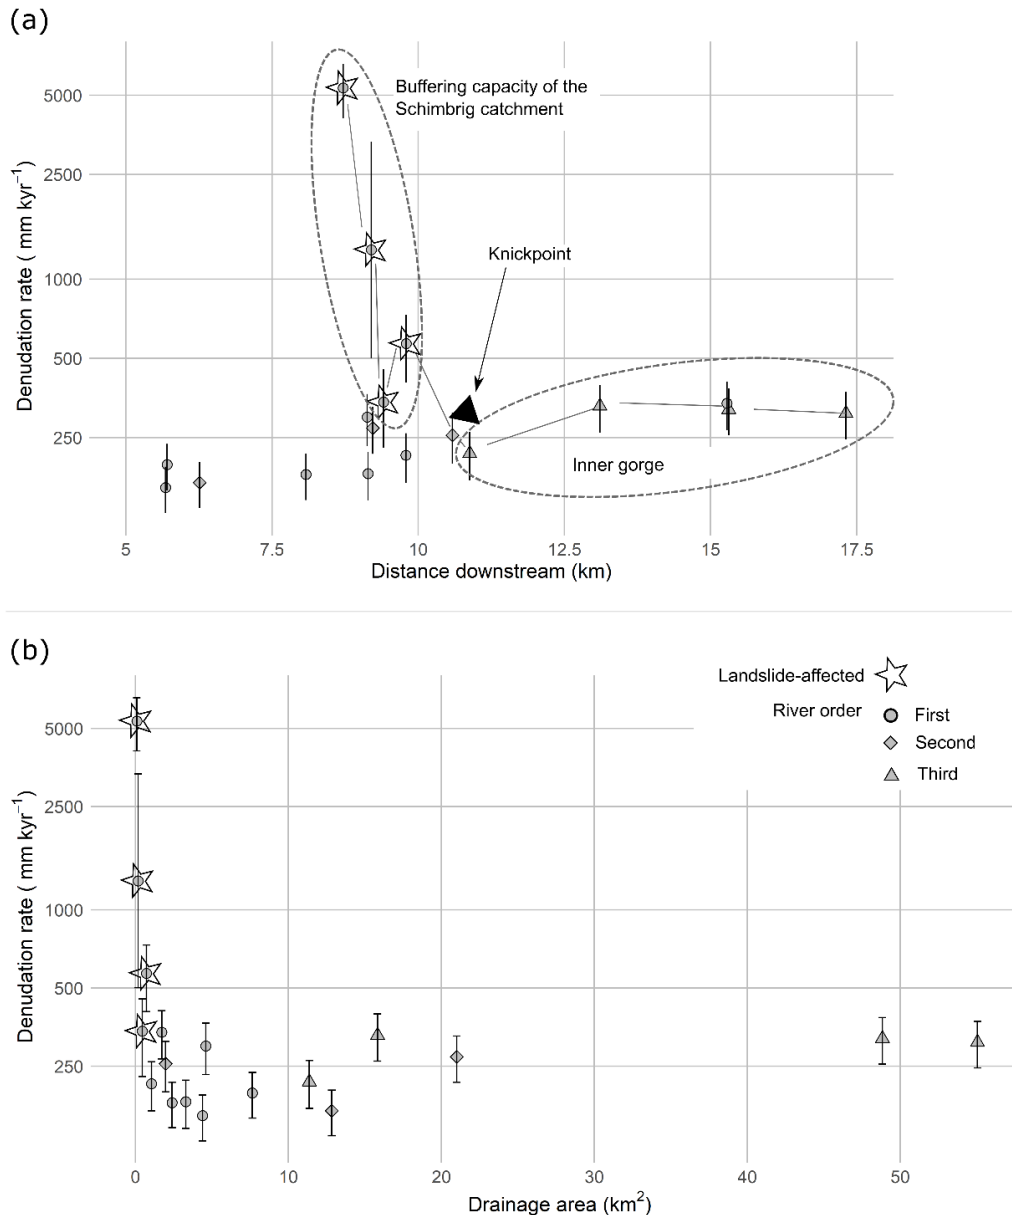 (a)
5000
2500
1000
500
250
Denudation rate ( mm kyr⁻¹)
Buffering capacity of the
Schimbrig catchment
Knickpoint
Inner gorge
5
7.5
10
12.5
15
17.5
Distance downstream (km)
(b)
Landslide-affected
River order
First
Second
Third
5000
2500
1000
500
250
Denudation rate ( mm kyr⁻¹)
0
10
20
30
40
50
Drainage area (km²)